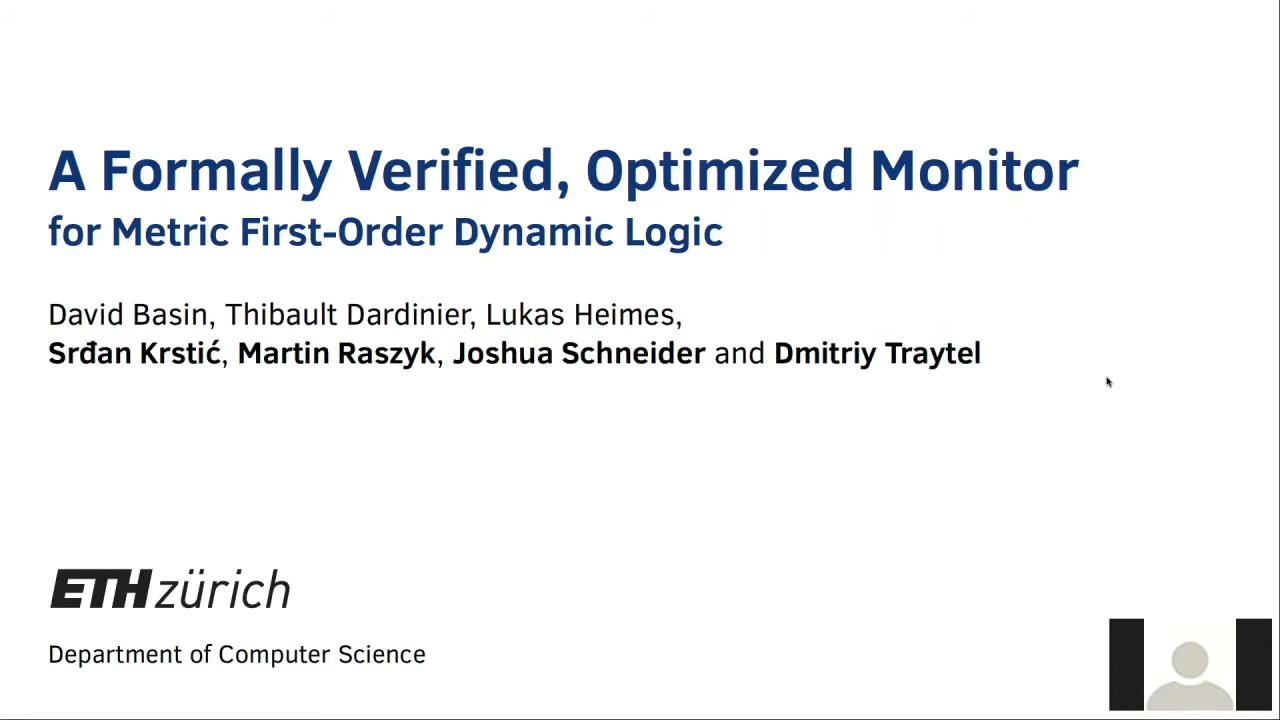 A Formally Verified, Optimized Monitor
for Metric First-Order Dynamic Logic
David Basin, Thibault Dardinier, Lukas Heimes,
Srđan Krstić, Martin Raszyk, Joshua Schneider and Dmitriy Traytel
ETH zürich
Department of Computer Science